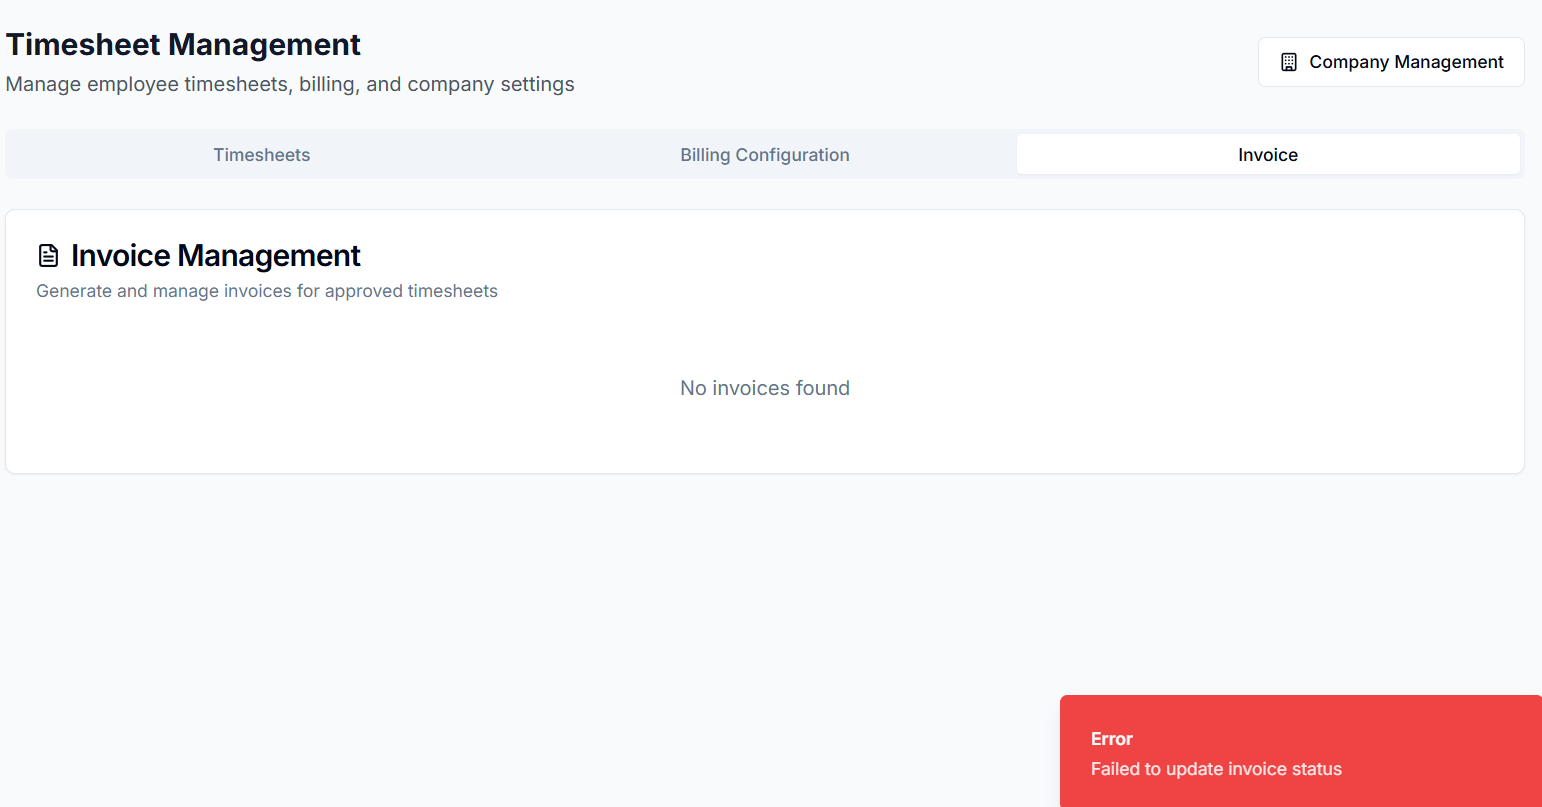 Timesheet Management
Manage employee timesheets, billing, and company settings
Company Management
Timesheets
Billing Configuration
Invoice
Invoice Management
Generate and manage invoices for approved timesheets
No invoices found
Error
Failed to update invoice status